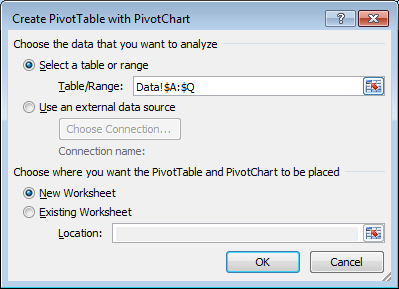 Create PivotTable with PivotChart
Choose the data that you want to analyze
Select a table or range
Table/Range: Data!$A:$Q
Use an external data source
Choose Connection...
Connection name:
Choose where you want the PivotTable and PivotChart to be placed
New Worksheet
Existing Worksheet
Location:
OK Cancel